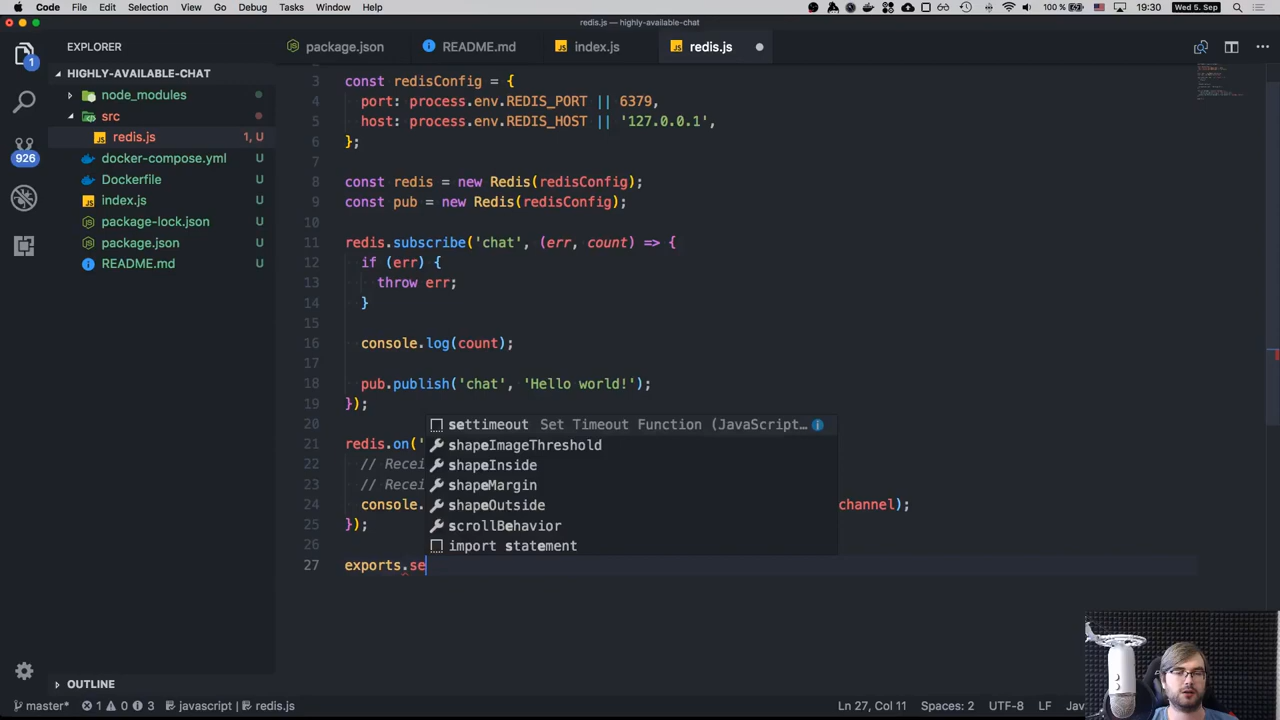 Code File Edit Selection View Go Debug Tasks Terminal Window Help 100 % 19:30 Wed 5. Sep
redis.js — highly-available-chat
EXPLORER package.json README.md index.js redis.js
HIGHLY-AVAILABLE-CHAT
node_modules
src
redis.js 1, U
docker-compose.yml U
Dockerfile U
index.js U
package-lock.json U
package.json U
README.md U
1
926
2
3 const redisConfig = {
4 port: process.env.REDIS_PORT || 6379,
5 host: process.env.REDIS_HOST || '127.0.0.1',
6 };
7
8 const redis = new Redis(redisConfig);
9 const pub = new Redis(redisConfig);
10
11 redis.subscribe('chat', (err, count) => {
12 if (err) {
13 throw err;
14 }
15
16 console.log(count);
17
18 pub.publish('chat', 'Hello world!');
19 });
20
21 redis.on('
22 // Recei
23 // Recei
24 console. channel);
25 });
26
27 exports.se
settimeout Set Timeout Function (JavaScript…
shapeImageThreshold
shapeInside
shapeMargin
shapeOutside
scrollBehavior
import statement
OUTLINE
master* 1 0 3 javascript redis.js Ln 27, Col 11 Spaces: 2 UTF-8 LF Ja